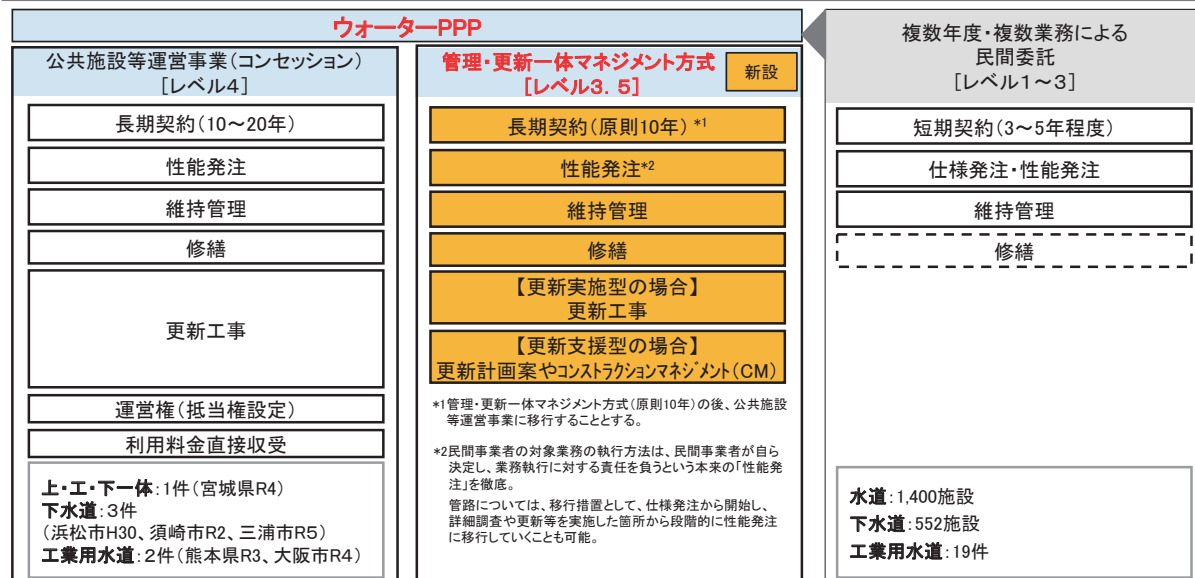 ウォーターPPP
公共施設等運営事業(コンセッション)
[レベル4]
長期契約(10～20年)
性能発注
維持管理
修繕
更新工事
運営権(抵当権設定)
利用料金直接収受
上・工・下一体:1件(宮城県R4)
下水道:3件
(浜松市H30、須崎市R2、三浦市R5)
工業用水道:2件(熊本県R3、大阪市R4)
管理・更新一体マネジメント方式
[レベル3.5]
新設
長期契約(原則10年)*1
性能発注*2
維持管理
修繕
【更新実施型の場合】
更新工事
【更新支援型の場合】
更新計画案やコンストラクションマネジメント(CM)
*1管理・更新一体マネジメント方式(原則10年)の後、公共施設
等運営事業に移行することとする。
*2民間事業者の対象業務の執行方法は、民間事業者が自ら
決定し、業務執行に対する責任を負うという本来の「性能発
注」を徹底。
管路については、移行措置として、仕様発注から開始し、
詳細調査や更新等を実施した箇所から段階的に性能発注
に移行していくことも可能。
複数年度・複数業務による
民間委託
[レベル1～3]
短期契約(3～5年程度)
仕様発注・性能発注
維持管理
修繕
水道:1,400施設
下水道:552施設
工業用水道:19件